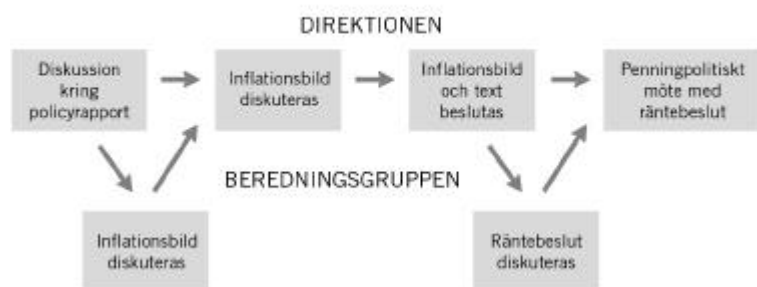 DIREKTIONEN
Diskussion
kring
policyrapport
Inflationsbild
diskuteras
Inflationsbild
och text
beslutas
Penningpolitiskt
möte med
räntebeslut
BEREDNINGSGRUPPEN
Inflationsbild
diskuteras
Räntebeslut
diskuteras